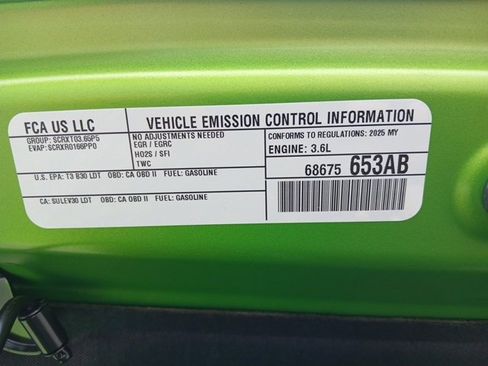 FCA US LLC
GROUP: SCRXT03.65P5
EVAP: SCRXR0166PP0
VEHICLE EMISSION CONTROL INFORMATION
NO ADJUSTMENTS NEEDED
EGR / EGRC
HO2S / SFI
TWC
CONFORMS TO REGULATIONS: 2025 MY
ENGINE: 3.6L
68675 653AB
U.S. EPA: T3 B30 LDT OBD: CA OBD II FUEL: GASOLINE
CA: SULEV30 LDT OBD: CA OBD II FUEL: GASOLINE